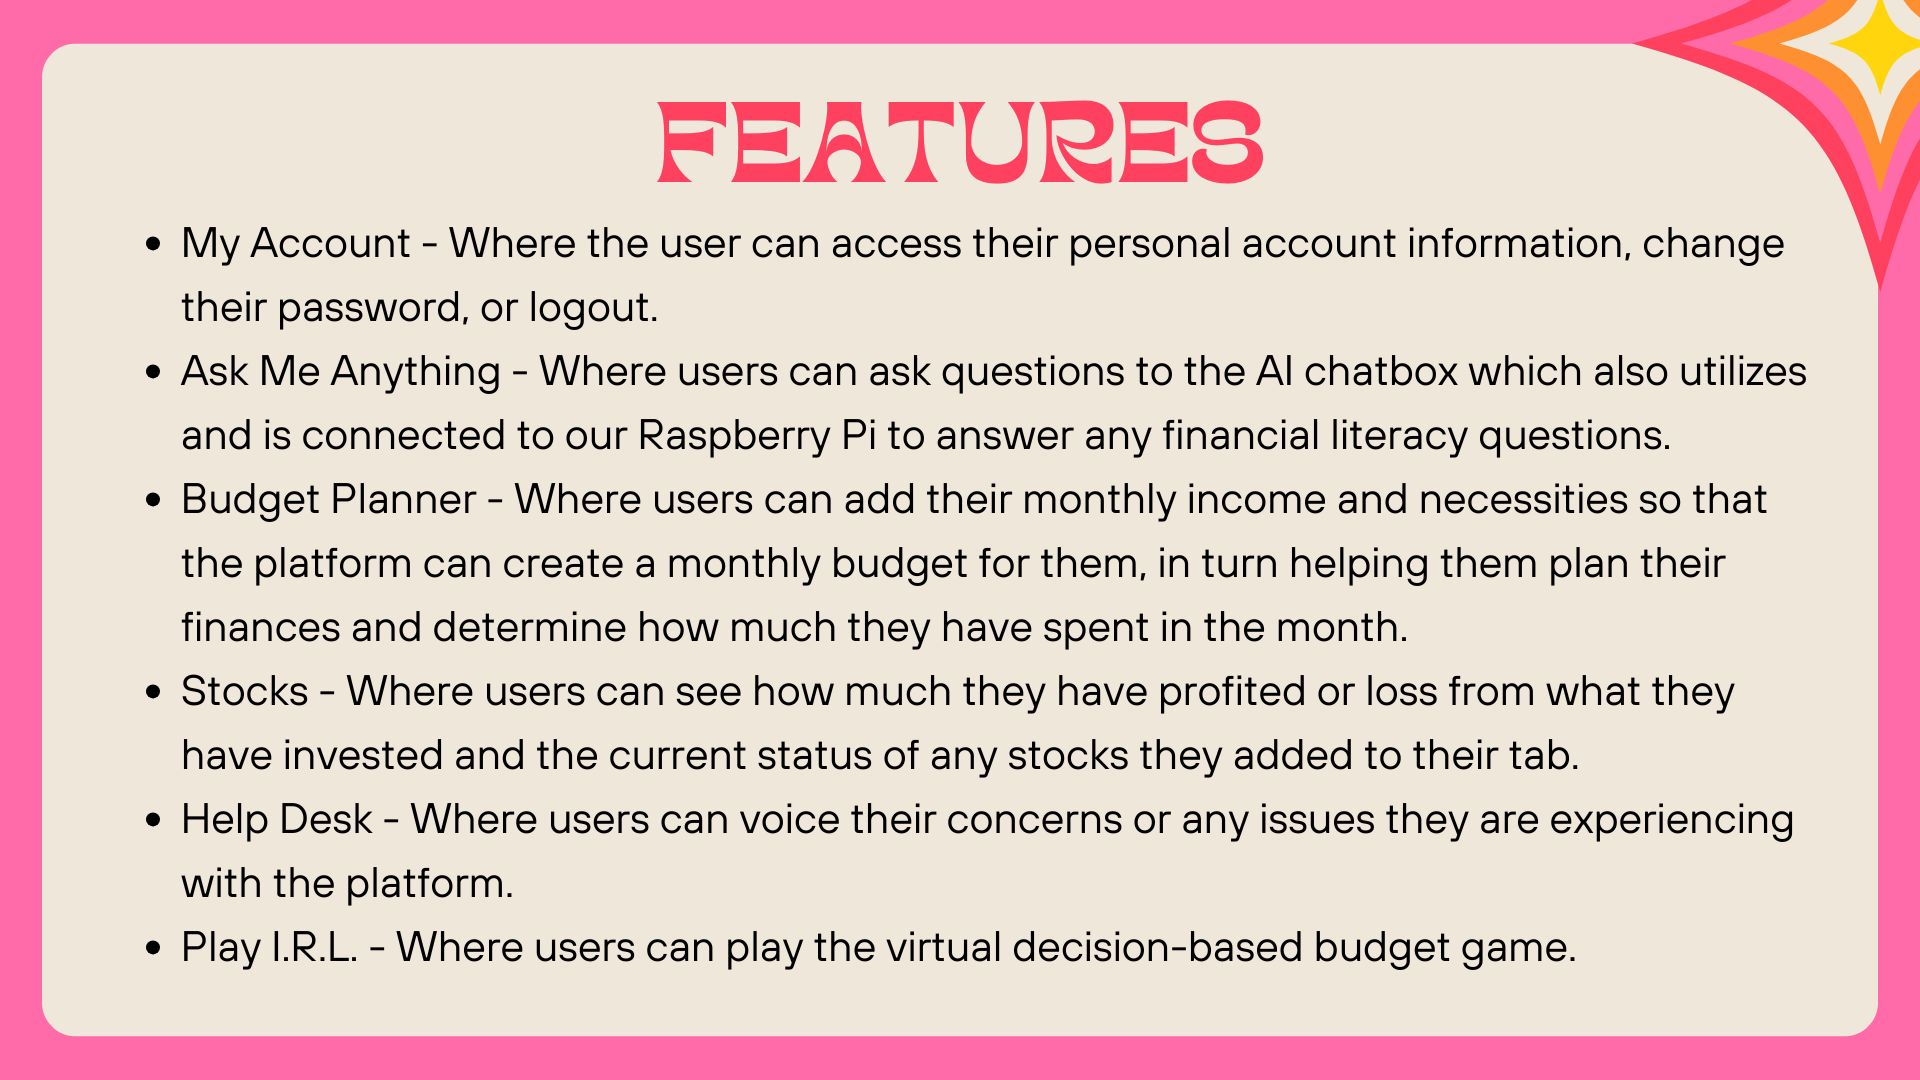 FEATURES
• My Account - Where the user can access their personal account information, change
their password, or logout.
• Ask Me Anything - Where users can ask questions to the AI chatbox which also utilizes
and is connected to our Raspberry Pi to answer any financial literacy questions.
• Budget Planner - Where users can add their monthly income and necessities so that
the platform can create a monthly budget for them, in turn helping them plan their
finances and determine how much they have spent in the month.
• Stocks - Where users can see how much they have profited or loss from what they
have invested and the current status of any stocks they added to their tab.
• Help Desk - Where users can voice their concerns or any issues they are experiencing
with the platform.
• Play I.R.L. - Where users can play the virtual decision-based budget game.